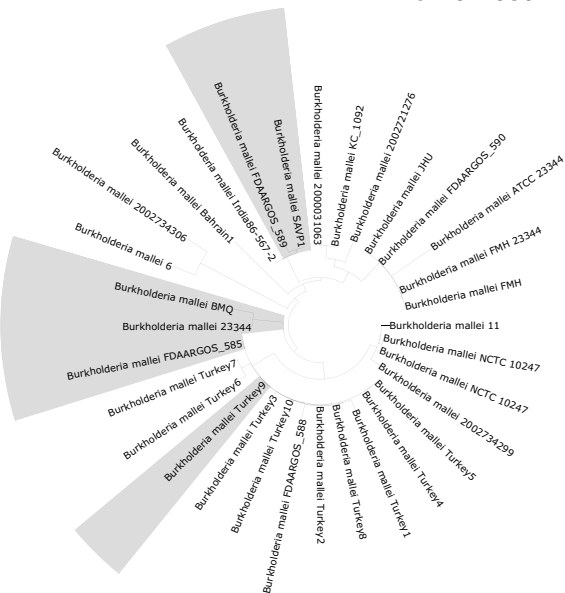 Burkholderia mallei 2000031063
Burkholderia mallei KC_1092
Burkholderia mallei 2002721276
Burkholderia mallei JHU
Burkholderia mallei FDAARGOS_590
Burkholderia mallei ATCC 23344
Burkholderia mallei FMH 23344
Burkholderia mallei FMH
Burkholderia mallei 11
Burkholderia mallei NCTC 10247
Burkholderia mallei NCTC 10247
Burkholderia mallei 2002734299
Burkholderia mallei Turkey5
Burkholderia mallei Turkey4
Burkholderia mallei Turkey1
Burkholderia mallei Turkey8
Burkholderia mallei Turkey2
Burkholderia mallei FDAARGOS_588
Burkholderia mallei Turkey10
Burkholderia mallei Turkey3
Burkholderia mallei Turkey9
Burkholderia mallei Turkey6
Burkholderia mallei Turkey7
Burkholderia mallei FDAARGOS_585
Burkholderia mallei 23344
Burkholderia mallei BMQ
Burkholderia mallei 6
Burkholderia mallei 2002734306
Burkholderia mallei Bahrain1
Burkholderia mallei India86-567-2
Burkholderia mallei FDAARGOS_589
Burkholderia mallei SAVP1